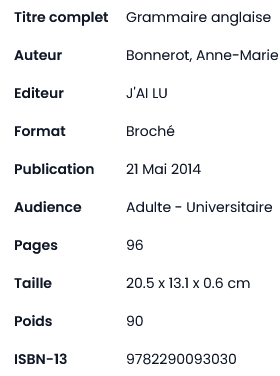 Titre complet Grammaire anglaise
Auteur Bonnerot, Anne-Marie
Editeur J'AI LU
Format Broché
Publication 21 Mai 2014
Audience Adulte - Universitaire
Pages 96
Taille 20.5 x 13.1 x 0.6 cm
Poids 90
ISBN-13 9782290093030